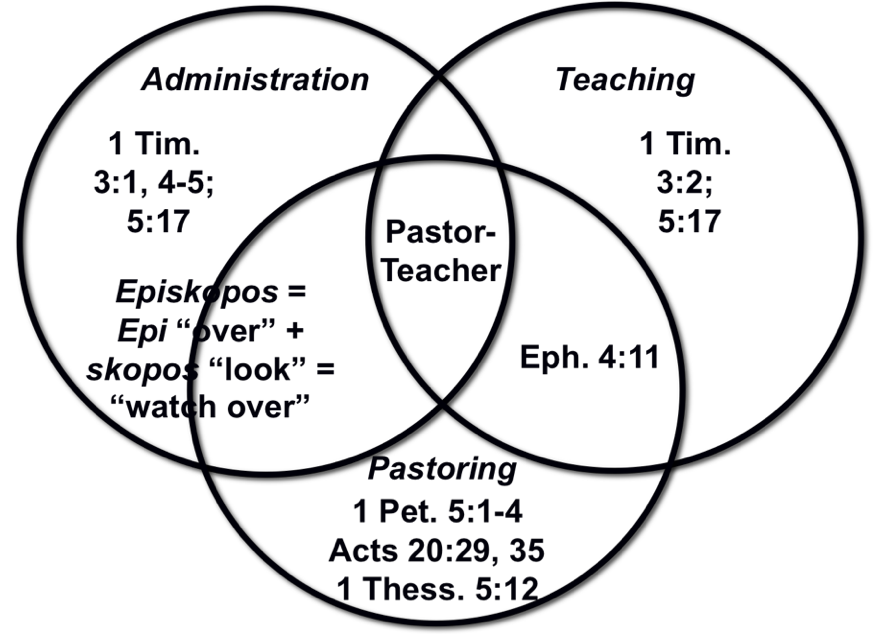 Administration
1 Tim.
3:1, 4-5;
5:17
Episkopos =
Epi “over” +
skopos “look” =
“watch over”
Teaching
1 Tim.
3:2;
5:17
Pastor-
Teacher
Eph. 4:11
Pastoring
1 Pet. 5:1-4
Acts 20:29, 35
1 Thess. 5:12